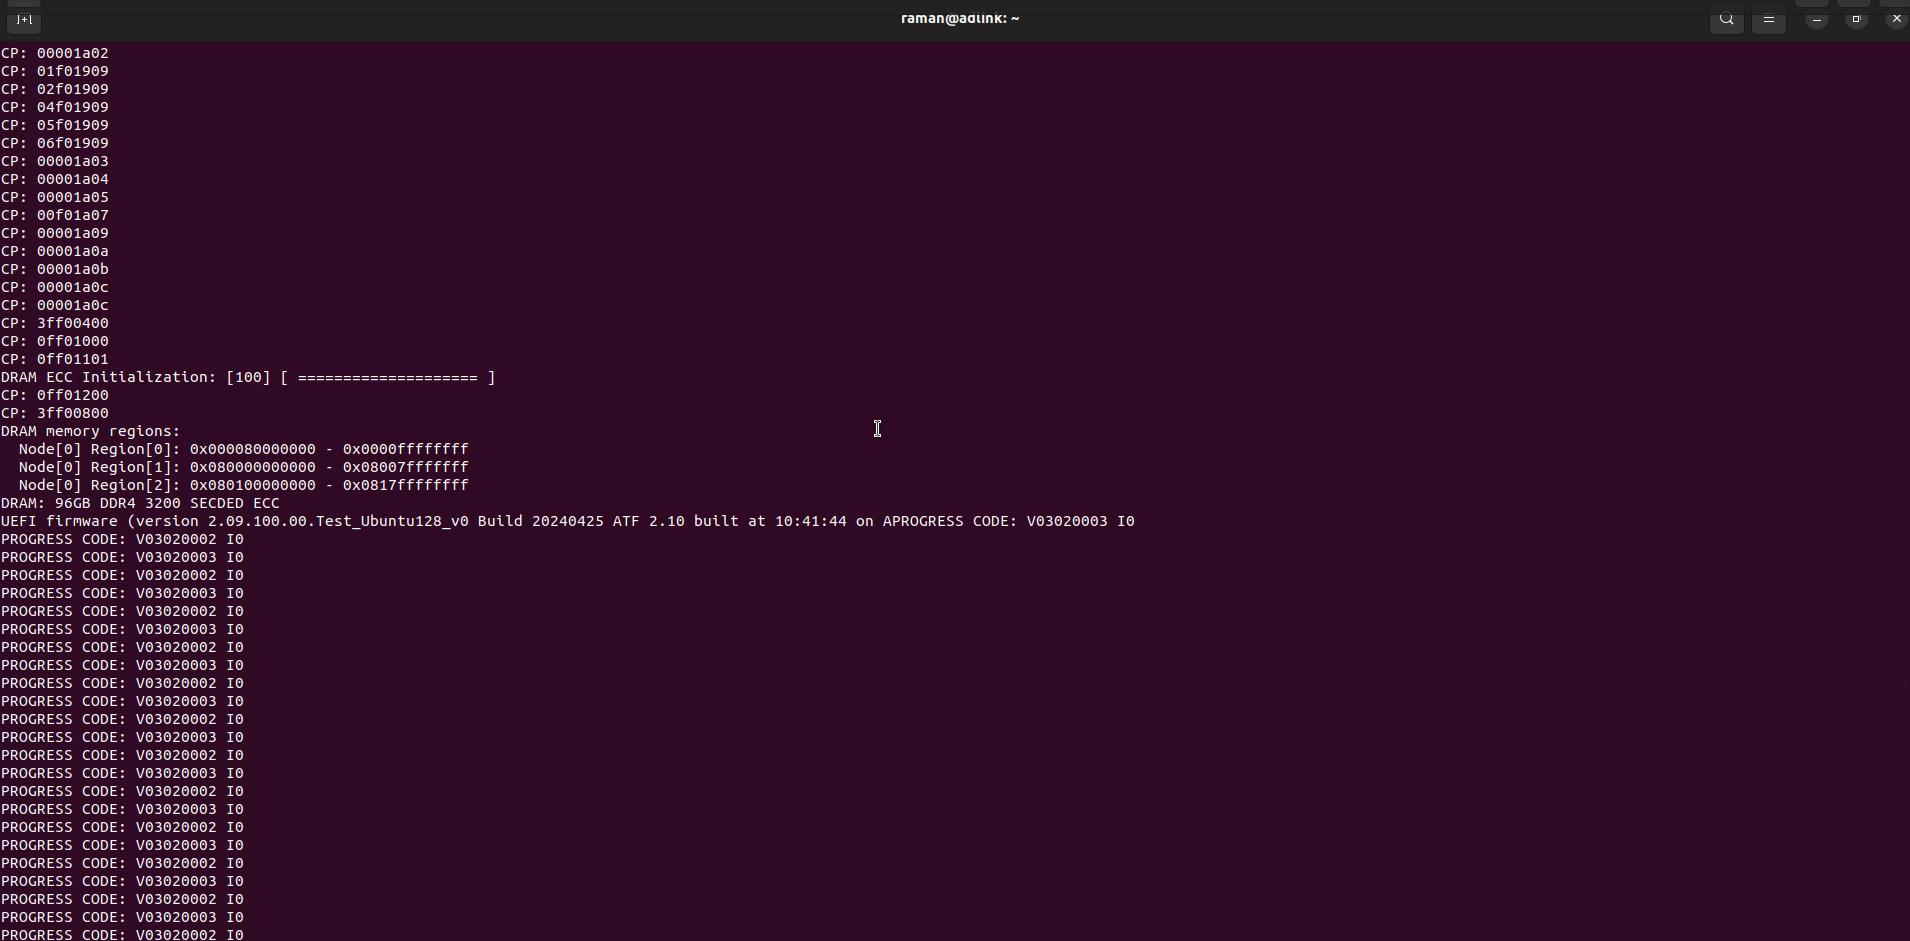 raman@adlink: ~
CP: 00001a02
CP: 01f01909
CP: 02f01909
CP: 04f01909
CP: 05f01909
CP: 06f01909
CP: 00001a03
CP: 00001a04
CP: 00001a05
CP: 00f01a07
CP: 00001a09
CP: 00001a0a
CP: 00001a0b
CP: 00001a0c
CP: 00001a0c
CP: 3ff00400
CP: 0ff01000
CP: 0ff01101
DRAM ECC Initialization: [100] [ ==================== ]
CP: 0ff01200
CP: 3ff00800
DRAM memory regions:
  Node[0] Region[0]: 0x000080000000 - 0x0000ffffffff
  Node[0] Region[1]: 0x080000000000 - 0x08007fffffff
  Node[0] Region[2]: 0x080100000000 - 0x0817ffffffff
DRAM: 96GB DDR4 3200 SECDED ECC
UEFI firmware (version 2.09.100.00.Test_Ubuntu128_v0 Build 20240425 ATF 2.10 built at 10:41:44 on APROGRESS CODE: V03020003 I0
PROGRESS CODE: V03020002 I0
PROGRESS CODE: V03020003 I0
PROGRESS CODE: V03020002 I0
PROGRESS CODE: V03020003 I0
PROGRESS CODE: V03020002 I0
PROGRESS CODE: V03020003 I0
PROGRESS CODE: V03020002 I0
PROGRESS CODE: V03020003 I0
PROGRESS CODE: V03020002 I0
PROGRESS CODE: V03020003 I0
PROGRESS CODE: V03020002 I0
PROGRESS CODE: V03020003 I0
PROGRESS CODE: V03020002 I0
PROGRESS CODE: V03020003 I0
PROGRESS CODE: V03020002 I0
PROGRESS CODE: V03020003 I0
PROGRESS CODE: V03020002 I0
PROGRESS CODE: V03020003 I0
PROGRESS CODE: V03020002 I0
PROGRESS CODE: V03020003 I0
PROGRESS CODE: V03020002 I0
PROGRESS CODE: V03020003 I0
PROGRESS CODE: V03020002 I0